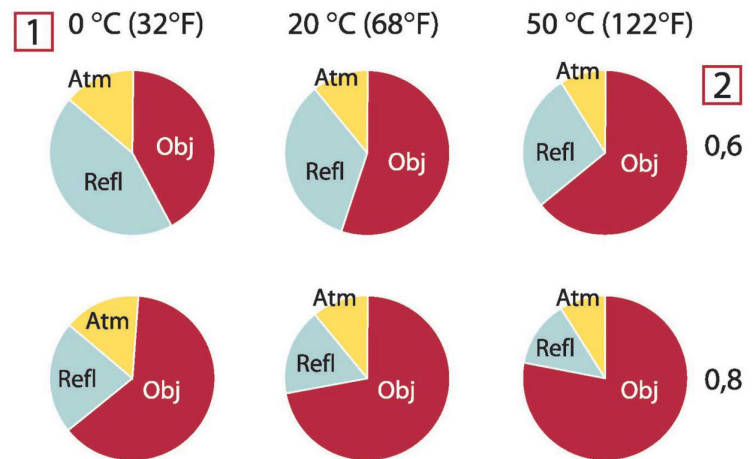 1 0 °C (32°F) 20 °C (68°F) 50 °C (122°F)
2
Atm Obj Refl
Atm Obj Refl
Atm Obj Refl
0,6
Atm Obj Refl
Atm Obj Refl
Atm Obj Refl
0,8